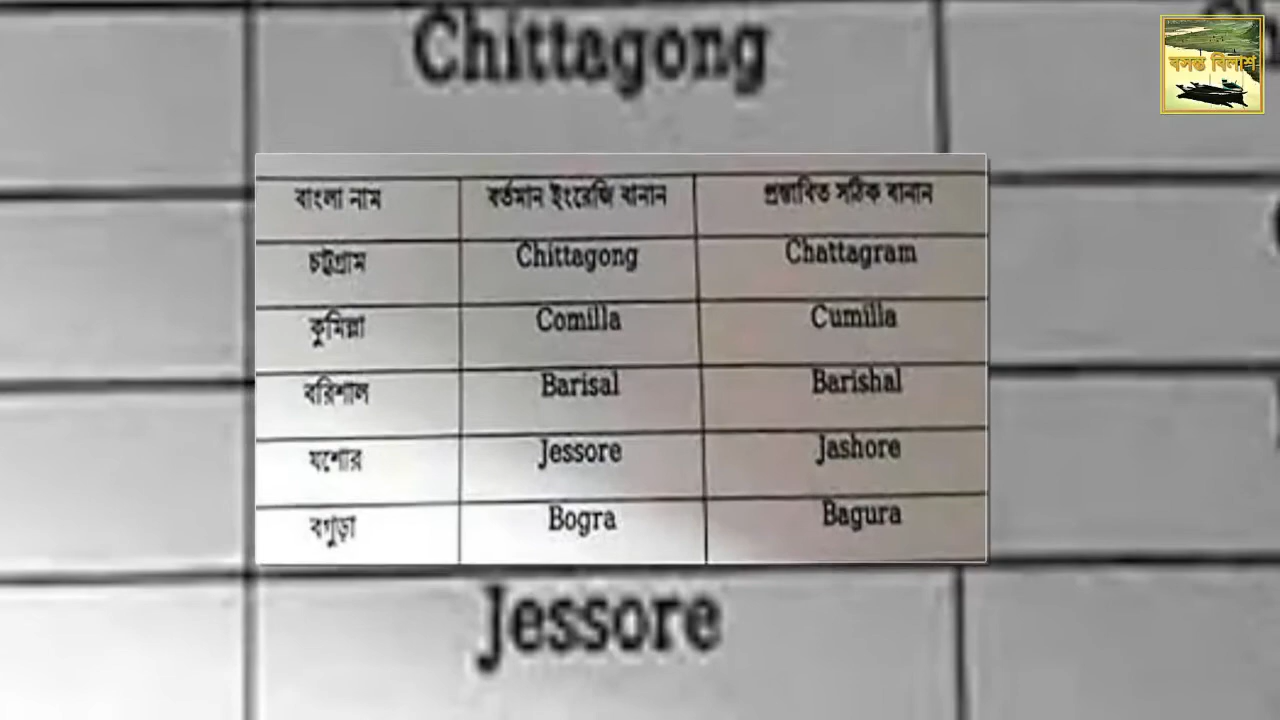 Chittagong
বসন্ত বিলাশ
বাংলা নাম বর্তমান ইংরেজি বানান প্রস্তাবিত সঠিক বানান
চট্টগ্রাম Chittagong Chattagram
কুমিল্লা Comilla Cumilla
বরিশাল Barisal Barishal
যশোর Jessore Jashore
বগুড়া Bogra Bagura
Jessore